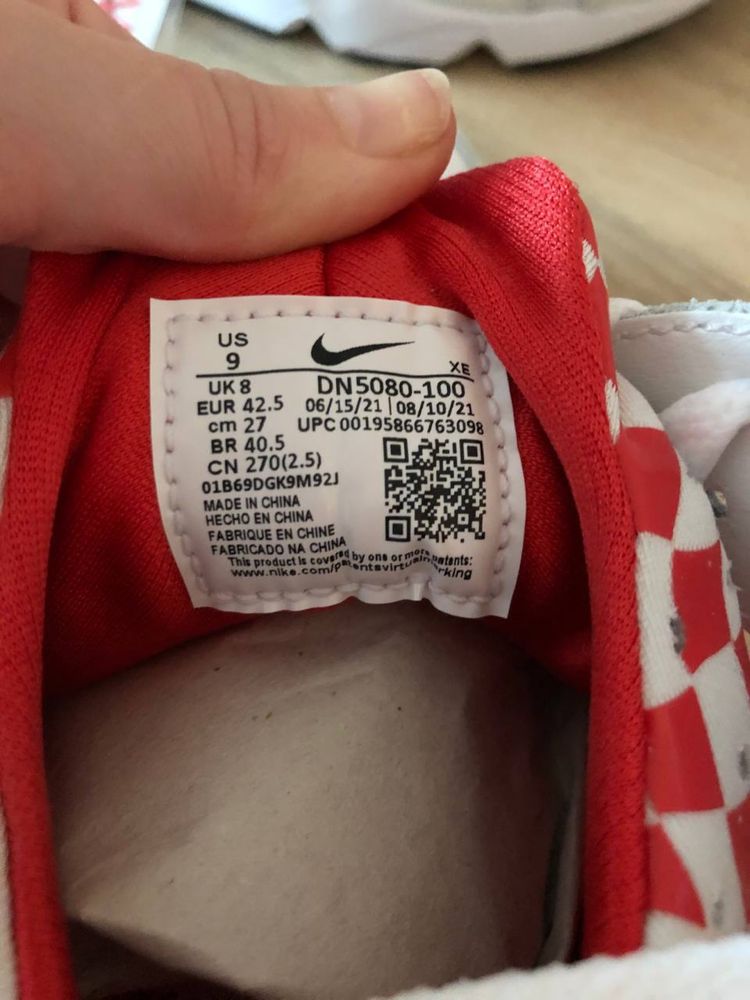 US
9
XE
UK 8
DN5080-100
EUR 42.5
06/15/21 | 08/10/21
cm 27
UPC 00195866763098
BR 40.5
CN 270(2.5)
01B69DGK9M92J
MADE IN CHINA
HECHO EN CHINA
FABRIQUE EN CHINE
FABRICADO NA CHINA
This product is covered by one or more patents:
www.nike.com/patentsvirtualmarking